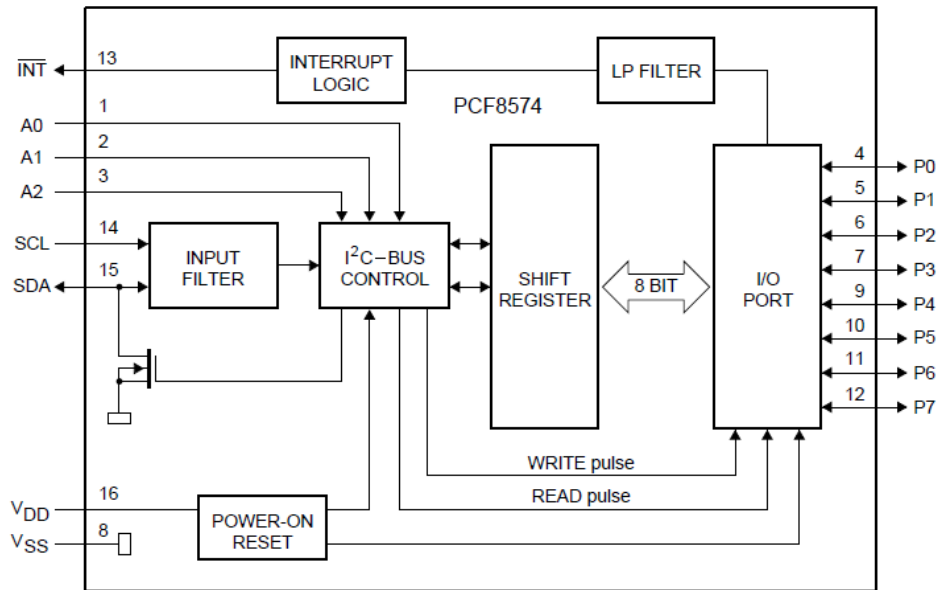 INT
13
INTERRUPT
LOGIC
LP FILTER
PCF8574
A0
1
A1
2
A2
3
SCL
14
SDA
15
INPUT
FILTER
I²C–BUS
CONTROL
SHIFT
REGISTER
8 BIT
I/O
PORT
4
P0
5
P1
6
P2
7
P3
9
P4
10
P5
11
P6
12
P7
WRITE pulse
READ pulse
VDD
16
VSS
8
POWER-ON
RESET